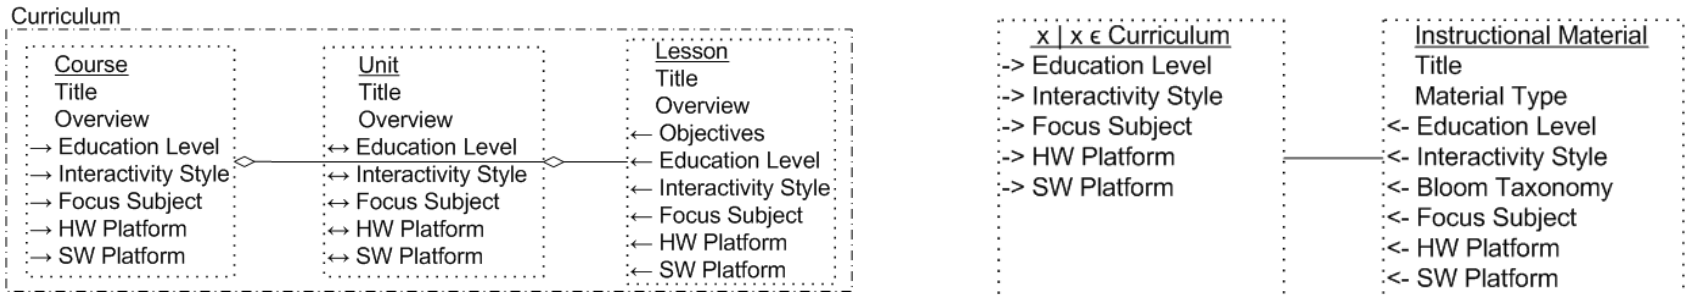 Curriculum
Course
Title
Overview
→ Education Level
→ Interactivity Style
→ Focus Subject
→ HW Platform
→ SW Platform
Unit
Title
Overview
↔ Education Level
↔ Interactivity Style
↔ Focus Subject
↔ HW Platform
↔ SW Platform
Lesson
Title
Overview
← Objectives
← Education Level
← Interactivity Style
← Focus Subject
← HW Platform
← SW Platform
x | x ϵ Curriculum
-> Education Level
-> Interactivity Style
-> Focus Subject
-> HW Platform
-> SW Platform
Instructional Material
Title
Material Type
<- Education Level
<- Interactivity Style
<- Bloom Taxonomy
<- Focus Subject
<- HW Platform
<- SW Platform